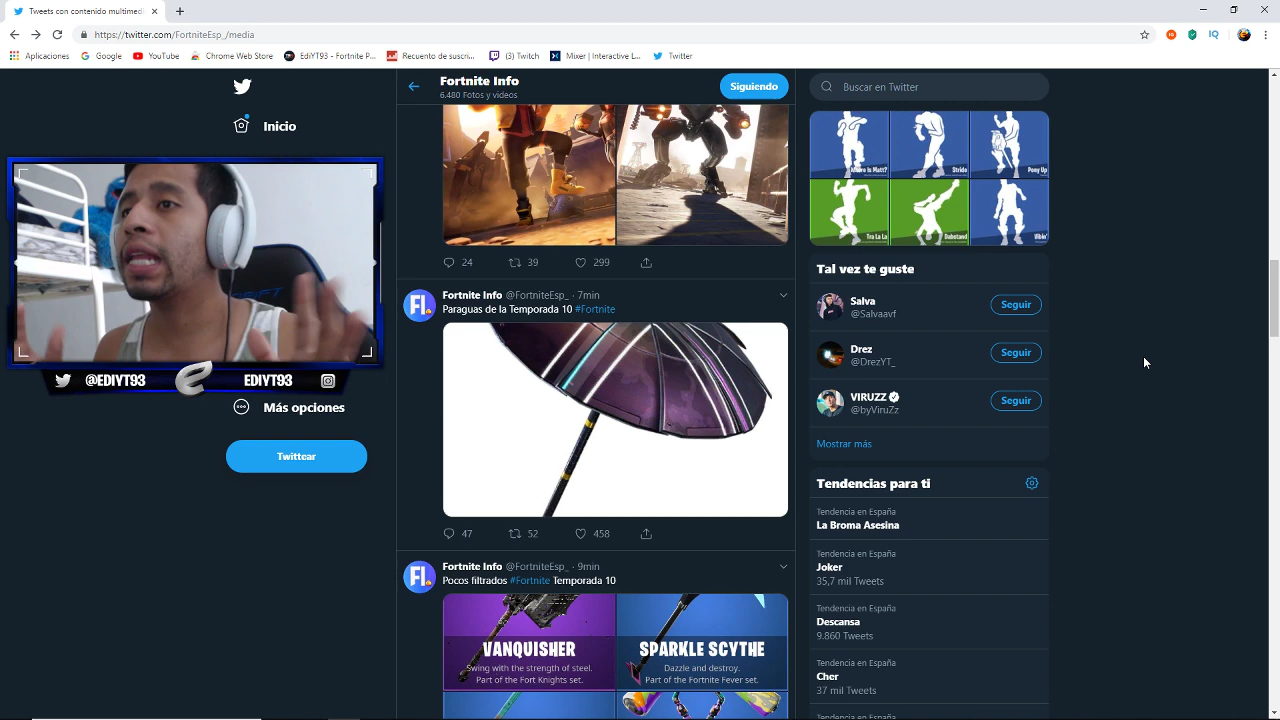 Tweets con contenido multimedi
https://twitter.com/FortniteEsp_/media
Aplicaciones
Google
YouTube
Chrome Web Store
EdiYT93 - Fortnite P...
Recuento de suscri...
(3) Twitch
Mixer | Interactive L...
Twitter
Fortnite Info
6.480 Fotos y videos
Siguiendo
Buscar en Twitter
Inicio
Where is Matt?
Stride
Pony Up
Tra La La
Dabstand
Vibin'
24
39
299
Tal vez te guste
Fortnite Info @FortniteEsp_ · 7min
Paraguas de la Temporada 10 #Fortnite
Salva
@Salvaavf
Seguir
Drez
@DrezYT_
Seguir
VIRUZZ
@byViruZz
Seguir
@EDIYT93
EDIYT93
Más opciones
Mostrar más
Twittear
Tendencias para ti
Tendencia en España
La Broma Asesina
47
52
458
Tendencia en España
Joker
35,7 mil Tweets
Fortnite Info @FortniteEsp_ · 9min
Pocos filtrados #Fortnite Temporada 10
Tendencia en España
Descansa
9.860 Tweets
VANQUISHER
Swing with the strength of steel.
Part of the Fort Knights set.
SPARKLE SCYTHE
Dazzle and destroy.
Part of the Fortnite Fever set.
Tendencia en España
Cher
37 mil Tweets
Tendencia en España